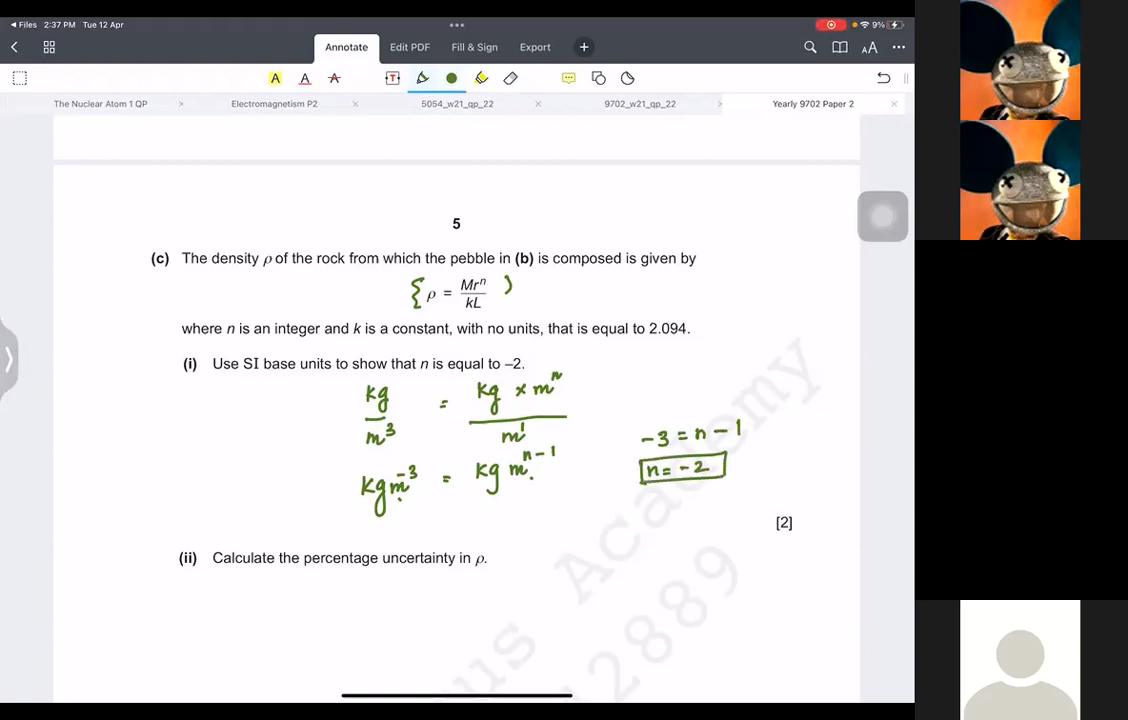 Files 2:37 PM Tue 12 Apr 9%
Annotate Edit PDF Fill & Sign Export
The Nuclear Atom 1 QP Electromagnetism P2 5054_w21_qp_22 9702_w21_qp_22 Yearly 9702 Paper 2
5
(c) The density ρ of the rock from which the pebble in (b) is composed is given by
{ ρ = Mrⁿ / kL )
where n is an integer and k is a constant, with no units, that is equal to 2.094.
(i) Use SI base units to show that n is equal to –2.
kg / m³ = kg × mⁿ / m¹
-3 = n - 1
kg m⁻³ = kg mⁿ⁻¹
n = -2
[2]
(ii) Calculate the percentage uncertainty in ρ.
us Academy
12889